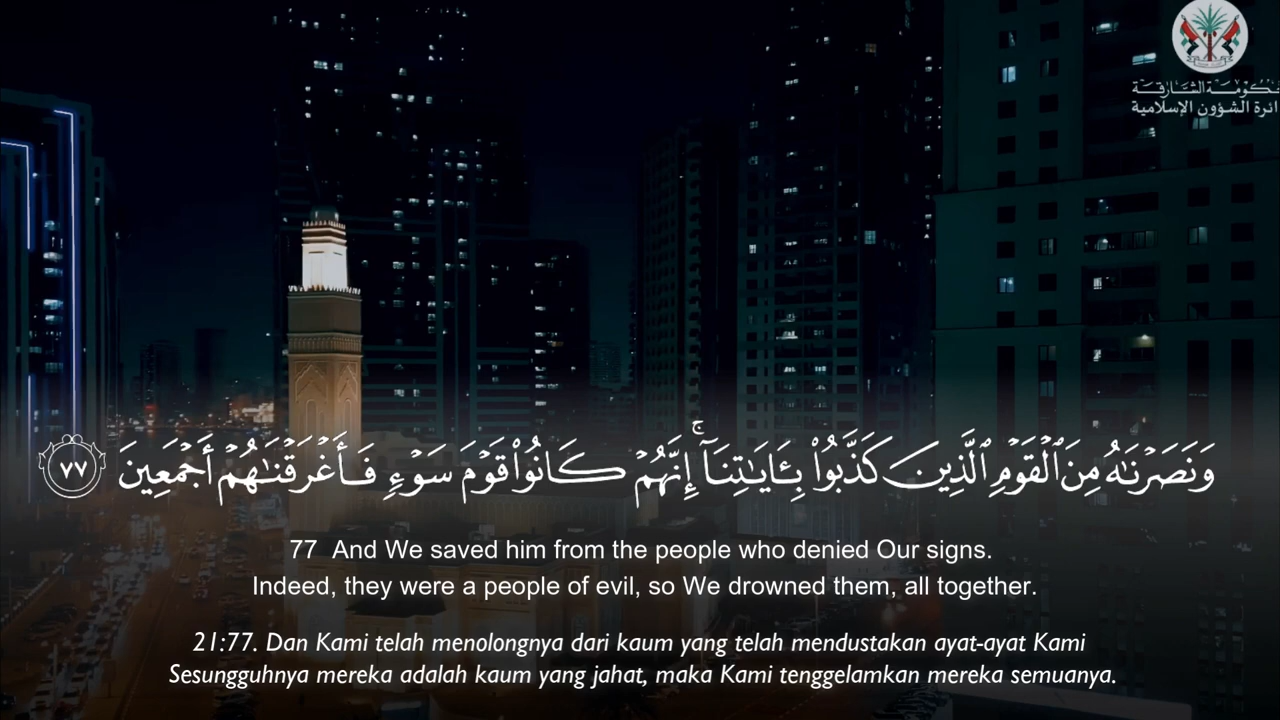 حكومة الشارقة
دائرة الشؤون الإسلامية
وَنَصَرْنَٰهُ مِنَ ٱلْقَوْمِ ٱلَّذِينَ كَذَّبُوا۟ بِـَٔايَٰتِنَآ ۚ إِنَّهُمْ كَانُوا۟ قَوْمَ سَوْءٍ فَأَغْرَقْنَٰهُمْ أَجْمَعِينَ ٧٧
77 And We saved him from the people who denied Our signs.
Indeed, they were a people of evil, so We drowned them, all together.
21:77. Dan Kami telah menolongnya dari kaum yang telah mendustakan ayat-ayat Kami
Sesungguhnya mereka adalah kaum yang jahat, maka Kami tenggelamkan mereka semuanya.